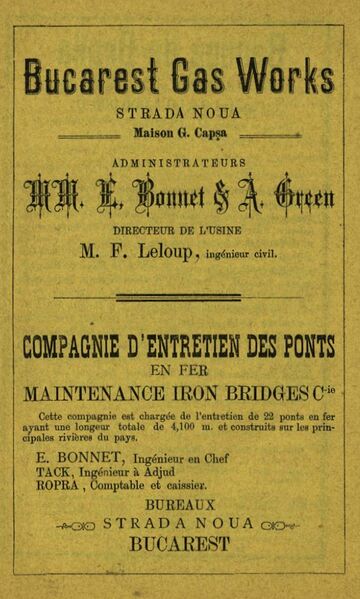 Bucarest Gas Works
STRADA NOUA
Maison G. Capşa
ADMINISTRATEURS
MM. E. Bonnet & A. Green
DIRECTEUR DE L'USINE
M. F. Leloup, ingénieur civil.
COMPAGNIE D'ENTRETIEN DES PONTS
EN FER
MAINTENANCE IRON BRIDGES Cie
Cette compagnie est chargée de l'entretien de 22 ponts en fer
ayant une longeur totale de 4,100 m. et construits sur les prin-
cipales rivières du pays.
E. BONNET, Ingénieur en Chef
TACK, Ingénieur à Adjud
ROPRA, Comptable et caissier.
BUREAUX
STRADA NOUA
BUCAREST